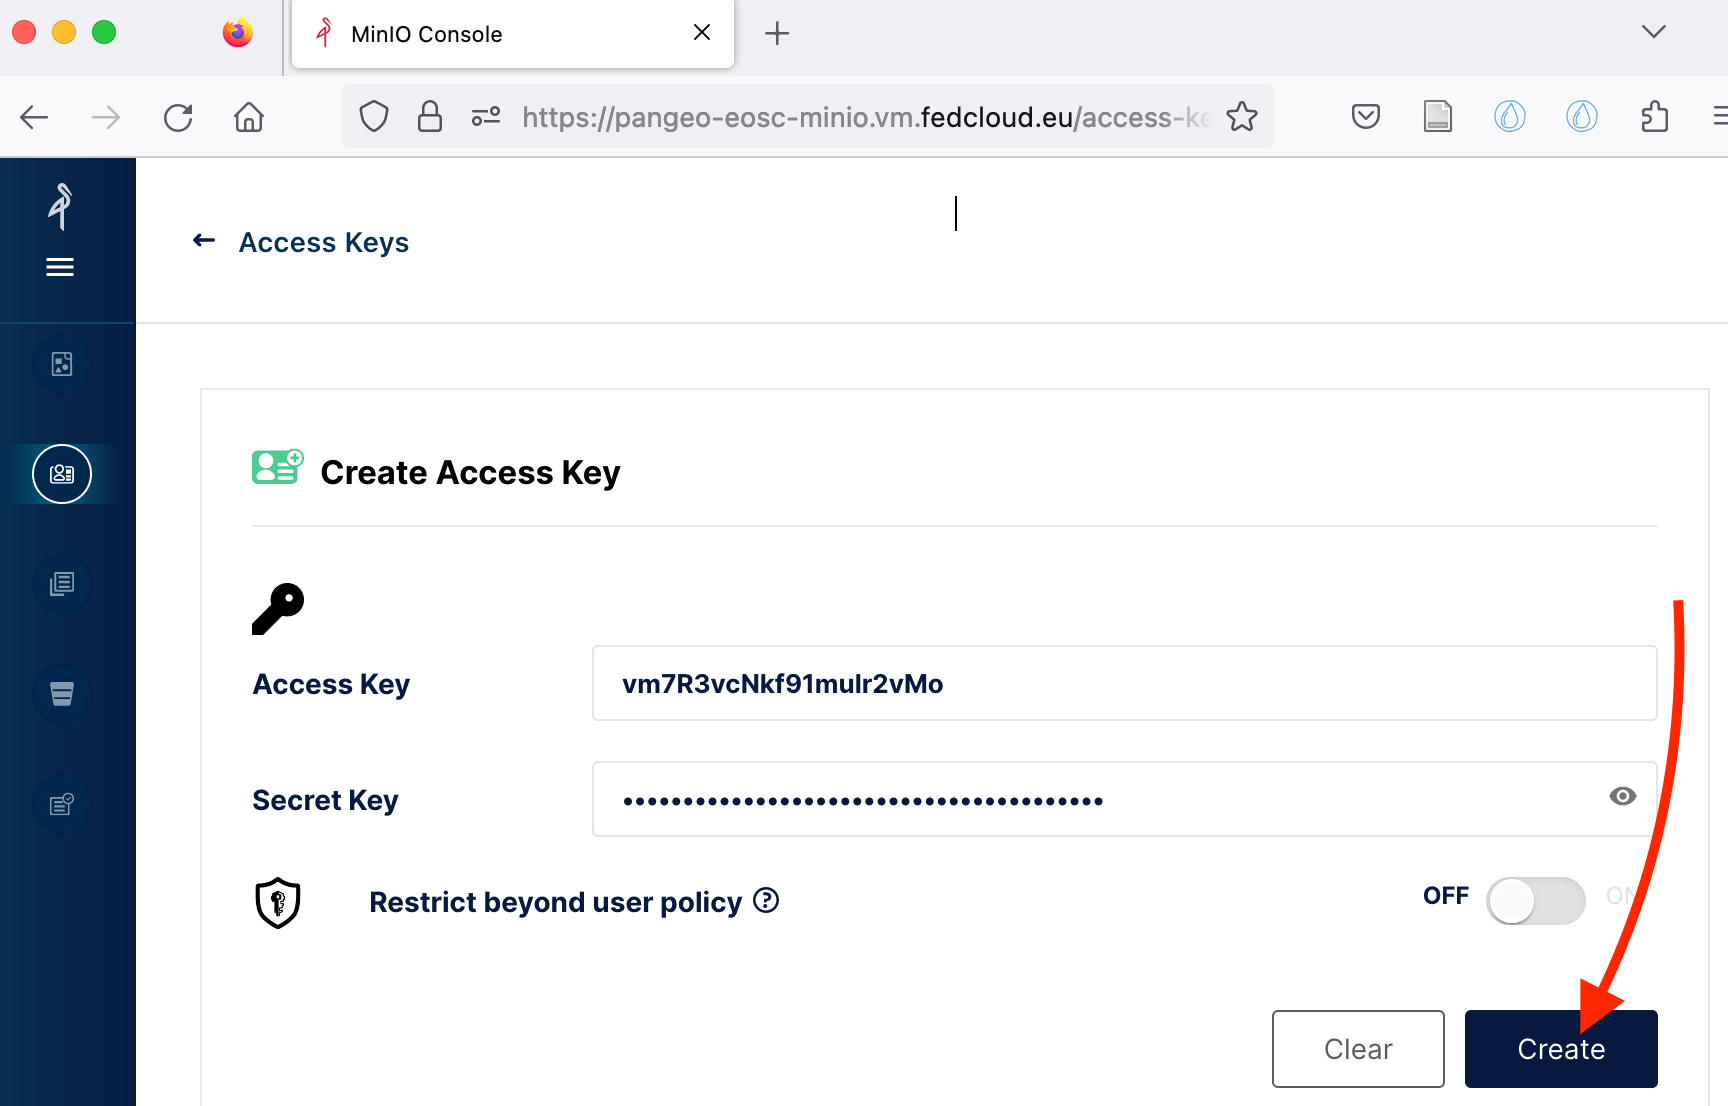 MinIO Console
https://pangeo-eosc-minio.vm.fedcloud.eu/access-ke
Access Keys
Create Access Key
Access Key
vm7R3vcNkf91mulr2vMo
Secret Key
••••••••••••••••••••••••••••••••••••••••
Restrict beyond user policy ?
OFF ON
Clear Create